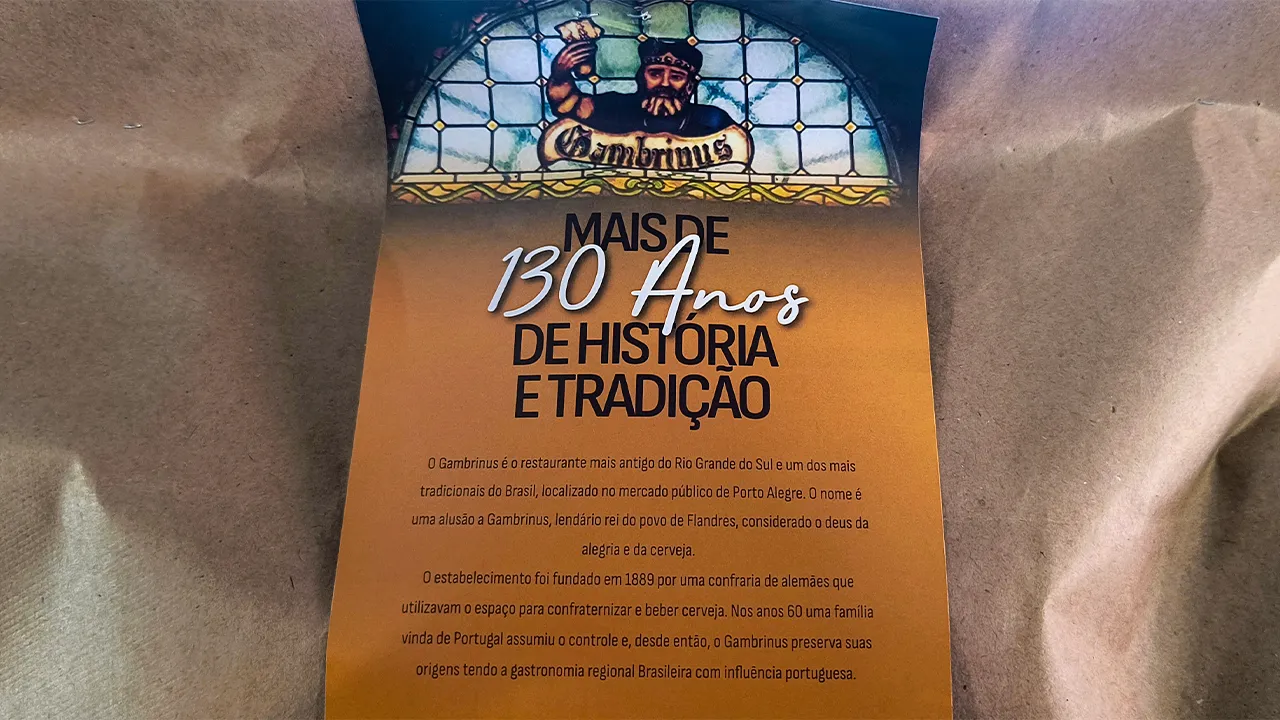 Gambrinus
MAIS DE
130 Anos
DE HISTÓRIA
E TRADIÇÃO
O Gambrinus é o restaurante mais antigo do Rio Grande do Sul e um dos mais
tradicionais do Brasil, localizado no mercado público de Porto Alegre. O nome é
uma alusão a Gambrinus, lendário rei do povo de Flandres, considerado o deus da
alegria e da cerveja.
O estabelecimento foi fundado em 1889 por uma confraria de alemães que
utilizavam o espaço para confraternizar e beber cerveja. Nos anos 60 uma família
vinda de Portugal assumiu o controle e, desde então, o Gambrinus preserva suas
origens tendo a gastronomia regional Brasileira com influência portuguesa.